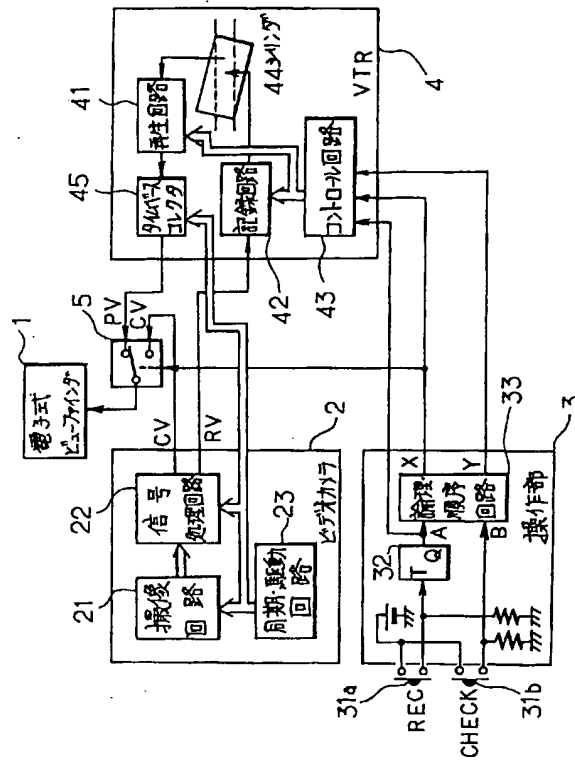 1
電子式
ビューファインダ
5
PV
CV
CV
RV
21
撮像
回路
22
信号
処理回路
23
同期・駆動
回路
2
ビデオカメラ
41
再生回路
45
タイムベース
コレクタ
44シリンダ
記録回路
42
コントロール回路
43
VTR
4
31a
REC
CHECK
31b
32
T
Q
A
B
論理・
順序
回路
X
Y
33
操作部
3